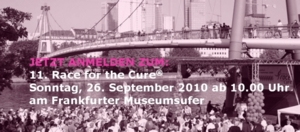 JETZT ANMELDEN ZUM:
11. Race for the Cure®
Sonntag, 26. September 2010 ab 10.00 Uhr
am Frankfurter Museumsufer